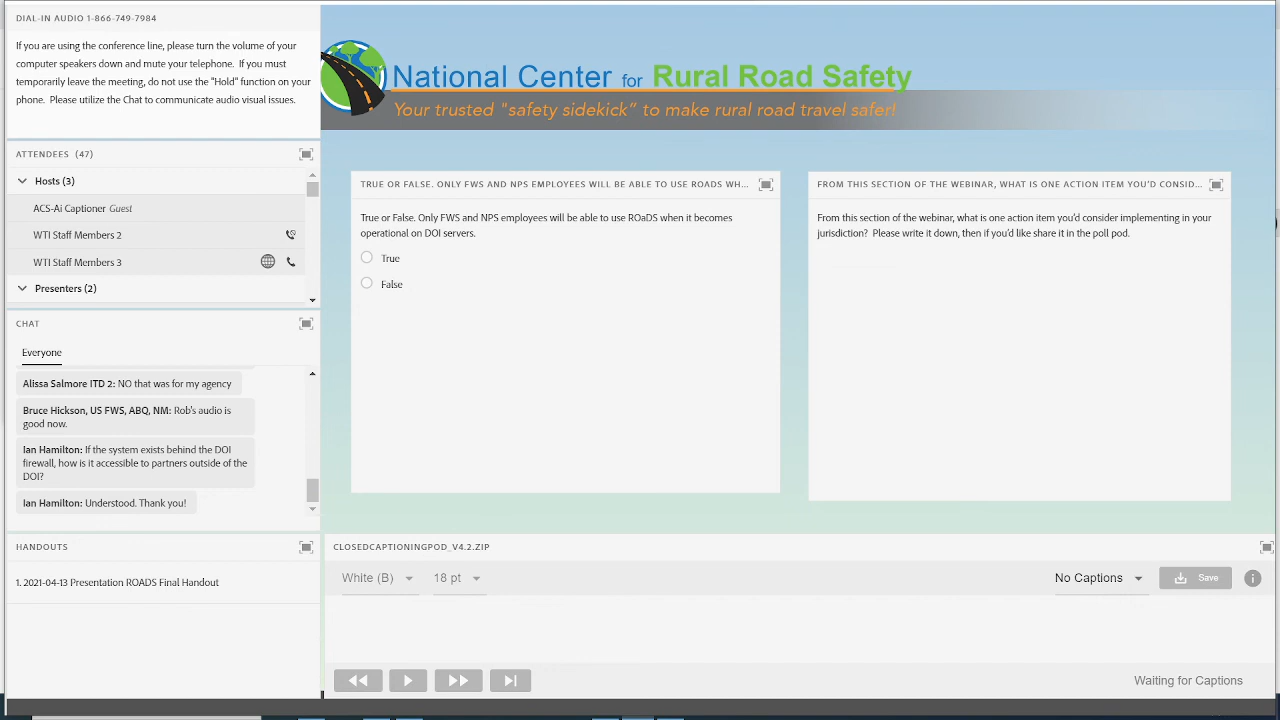 DIAL-IN AUDIO 1-866-749-7984
If you are using the conference line, please turn the volume of your
computer speakers down and mute your telephone. If you must
temporarily leave the meeting, do not use the "Hold" function on your
phone. Please utilize the Chat to communicate audio visual issues.
ATTENDEES (47)
Hosts (3)
ACS-Ai Captioner Guest
WTI Staff Members 2
WTI Staff Members 3
Presenters (2)
CHAT
Everyone
Alissa Salmore ITD 2: NO that was for my agency
Bruce Hickson, US FWS, ABQ, NM: Rob's audio is
good now.
Ian Hamilton: If the system exists behind the DOI
firewall, how is it accessible to partners outside of the
DOI?
Ian Hamilton: Understood. Thank you!
HANDOUTS
1. 2021-04-13 Presentation ROADS Final Handout
National Center for Rural Road Safety
Your trusted "safety sidekick" to make rural road travel safer!
TRUE OR FALSE. ONLY FWS AND NPS EMPLOYEES WILL BE ABLE TO USE ROADS WH...
True or False. Only FWS and NPS employees will be able to use ROaDS when it becomes
operational on DOI servers.
True
False
FROM THIS SECTION OF THE WEBINAR, WHAT IS ONE ACTION ITEM YOU'D CONSID...
From this section of the webinar, what is one action item you'd consider implementing in your
jurisdiction? Please write it down, then if you'd like share it in the poll pod.
CLOSEDCAPTIONINGPOD_V4.2.ZIP
White (B) 18 pt No Captions Save
Waiting for Captions